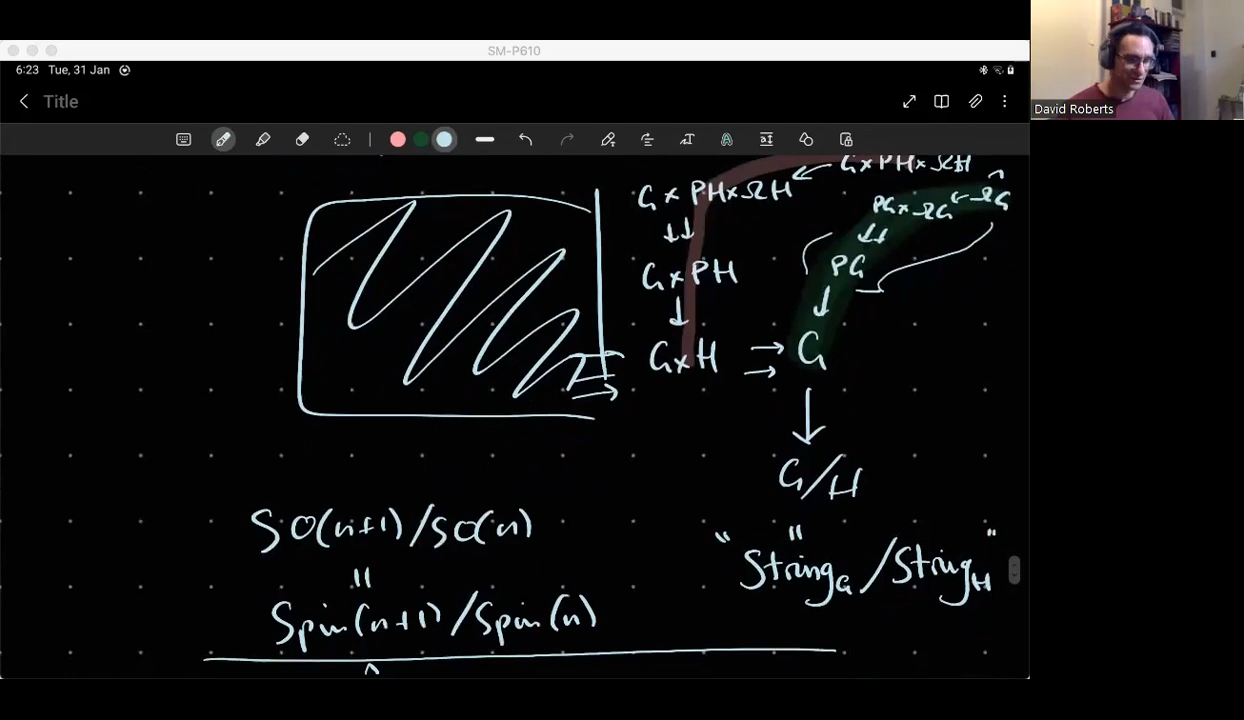 SM-P610
6:23 Tue, 31 Jan
Title
David Roberts
G × PH × ΩH
G × PH × ΩH
PG × ΩG ← Ω̂G
G × PH
PG
G × H
G
G/H
SO(n+1)/SO(n)
=
Spin(n+1)/Spin(n)
"String_G / String_H"